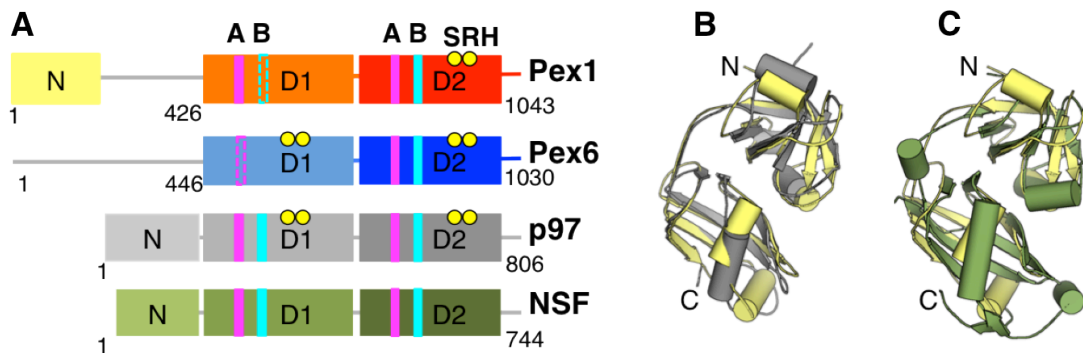 A
B
C
A B
A B
SRH
N
D1
D2
Pex1
1
426
1043
D1
D2
Pex6
1
446
1030
N
D1
D2
p97
1
806
N
D1
D2
NSF
1
744
N
C
N
C